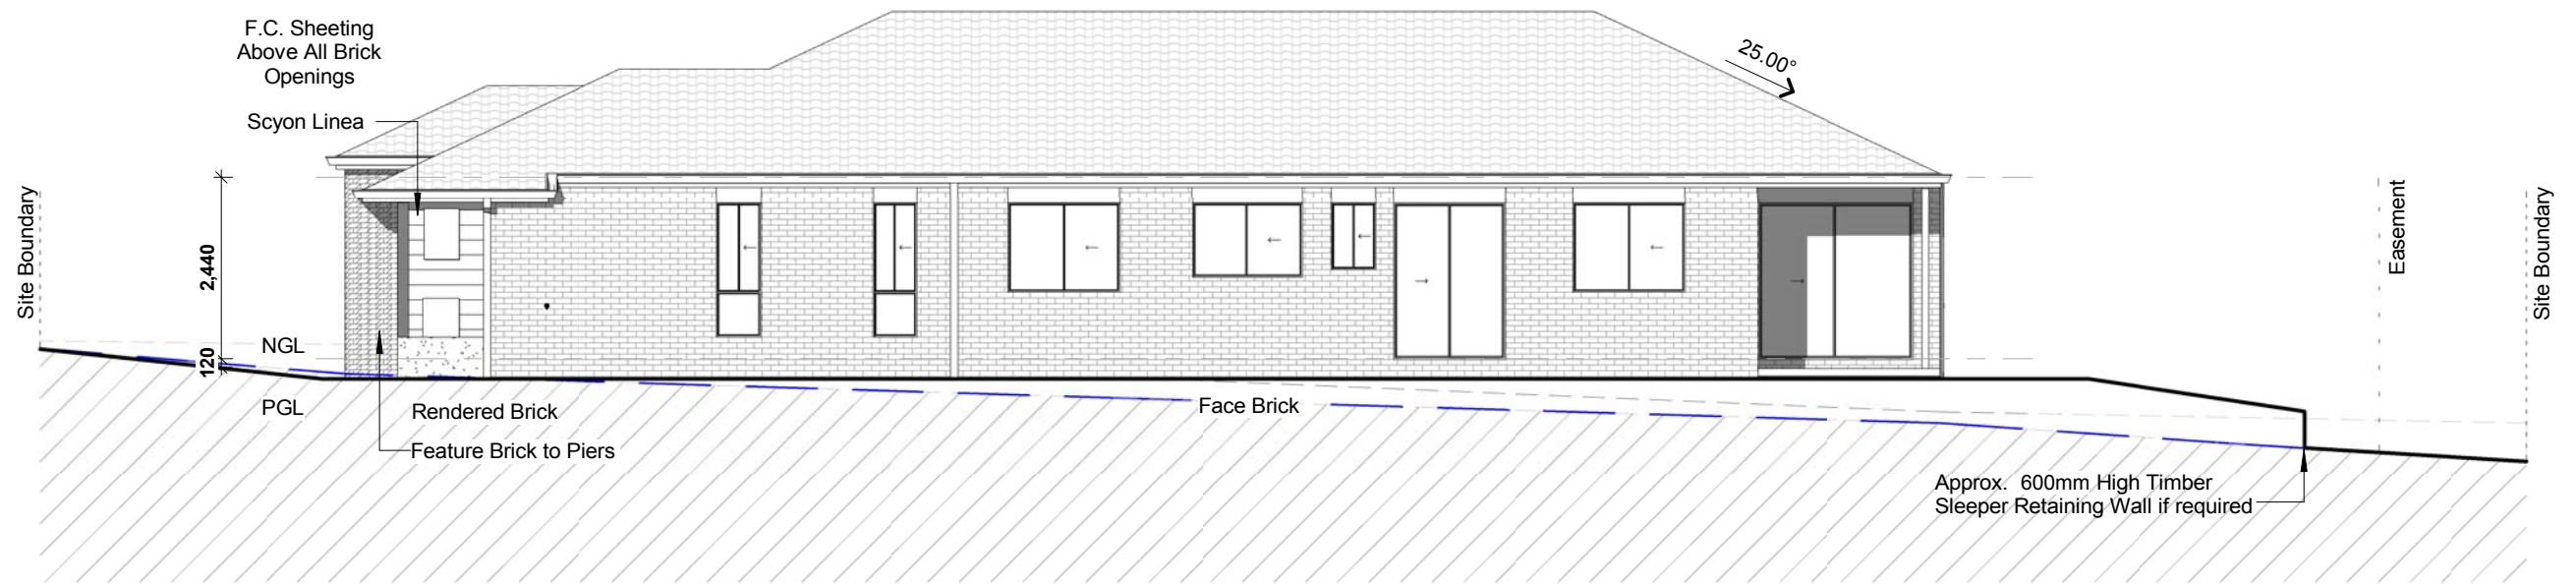 F.C. Sheeting
Above All Brick
Openings
Scyon Linea
25.00°
Site Boundary
2,440
120
NGL
PGL
Rendered Brick
Feature Brick to Piers
Face Brick
Approx. 600mm High Timber
Sleeper Retaining Wall if required
Easement
Site Boundary